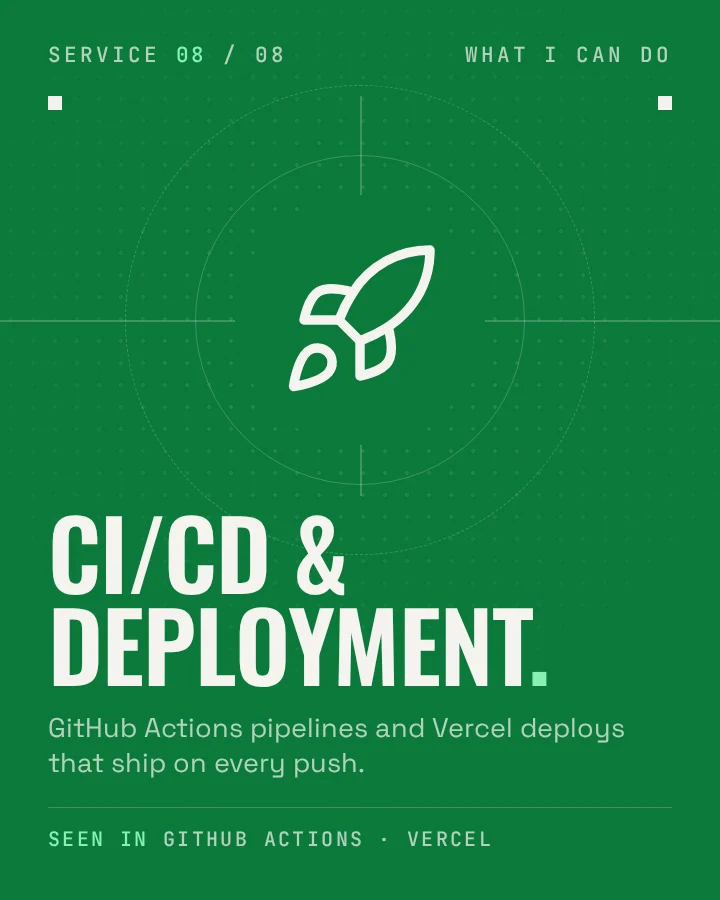 SERVICE 08 / 08
WHAT I CAN DO
CI/CD &
DEPLOYMENT.
GitHub Actions pipelines and Vercel deploys
that ship on every push.
SEEN IN GITHUB ACTIONS · VERCEL